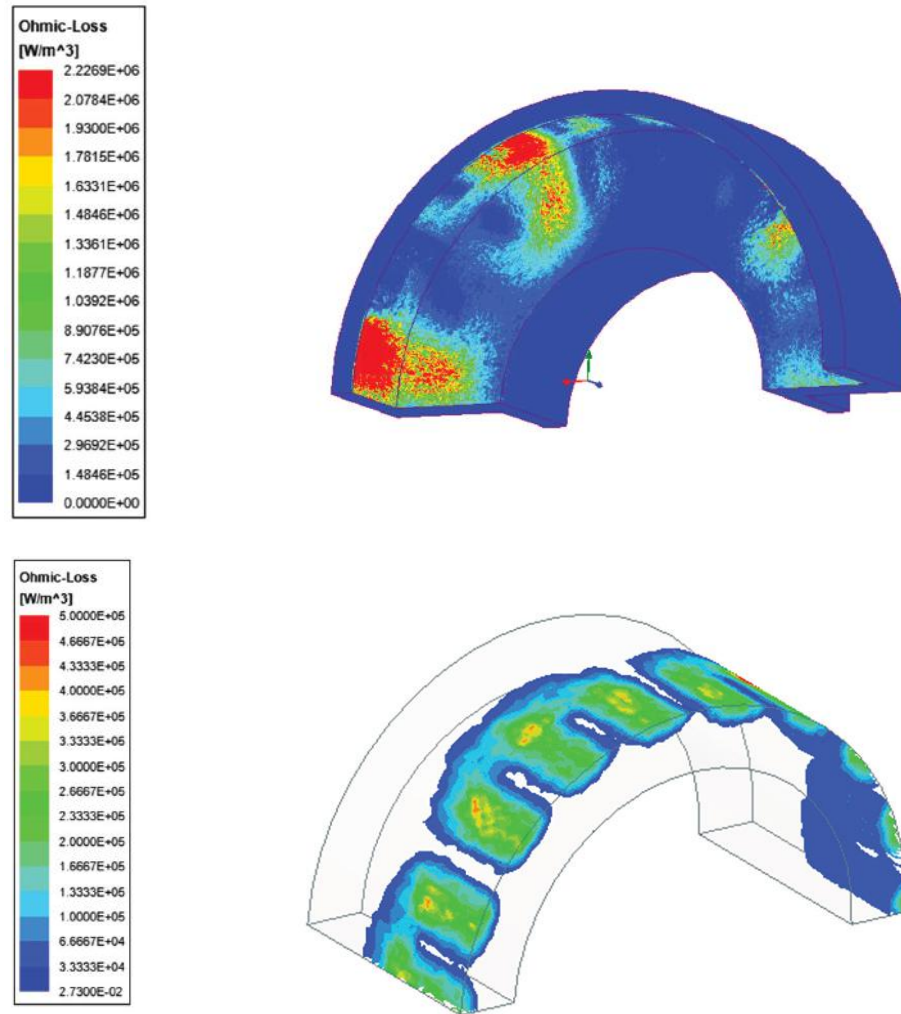 Ohmic-Loss
[W/m^3]
2.2269E+06
2.0784E+06
1.9300E+06
1.7815E+06
1.6331E+06
1.4846E+06
1.3361E+06
1.1877E+06
1.0392E+06
8.9076E+05
7.4230E+05
5.9384E+05
4.4538E+05
2.9692E+05
1.4846E+05
0.0000E+00
Ohmic-Loss
[W/m^3]
5.0000E+05
4.6667E+05
4.3333E+05
4.0000E+05
3.6667E+05
3.3333E+05
3.0000E+05
2.6667E+05
2.3333E+05
2.0000E+05
1.6667E+05
1.3333E+05
1.0000E+05
6.6667E+04
3.3333E+04
2.7300E-02